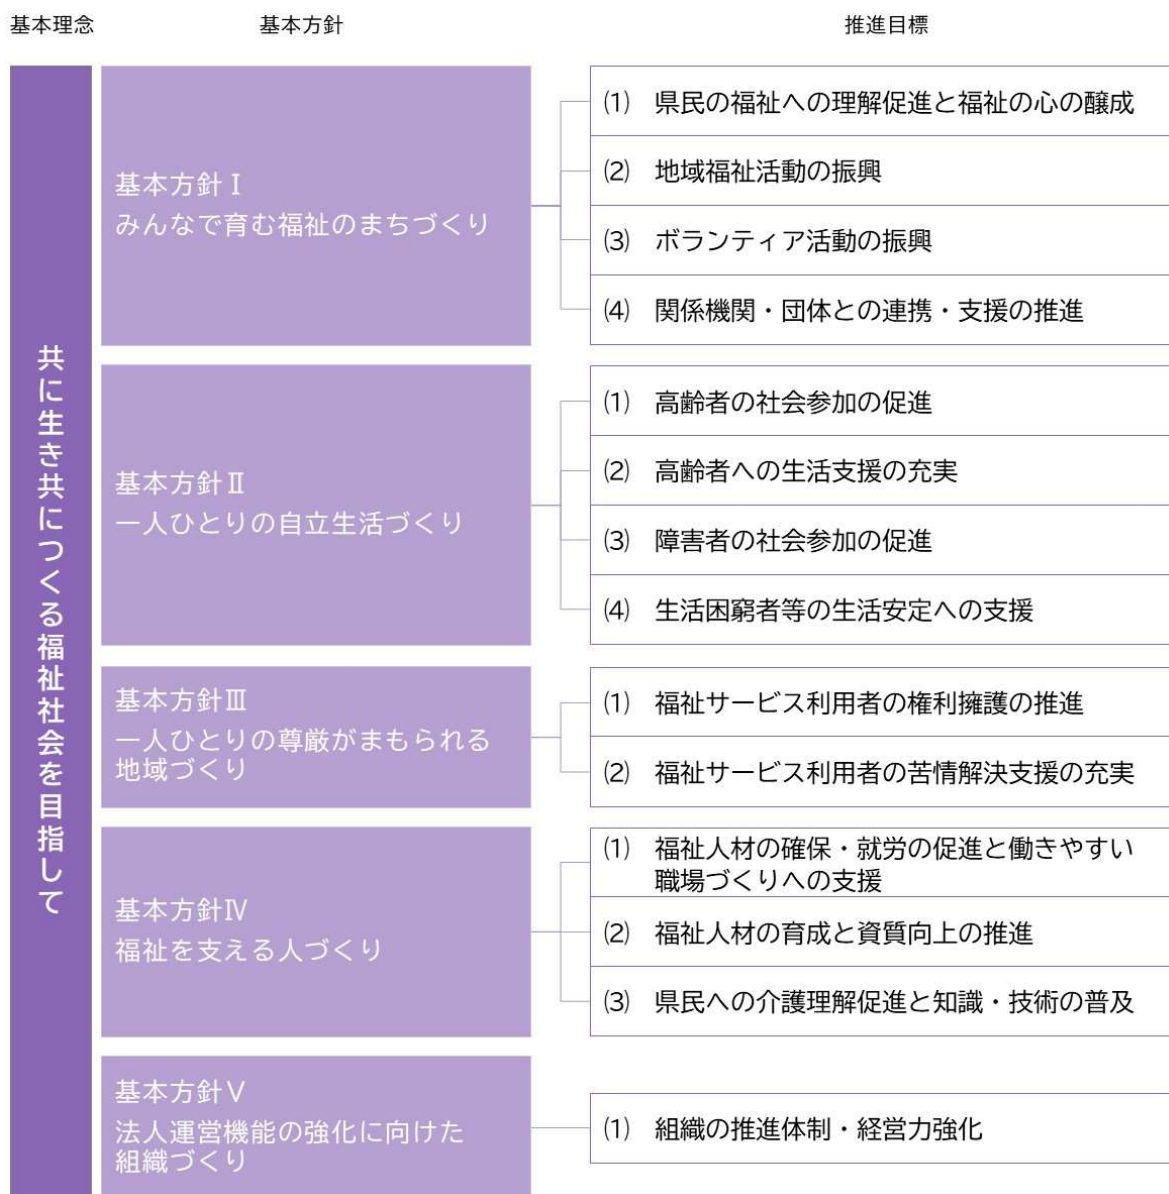 基本理念
基本方針
推進目標
共に生き共につくる福祉社会を目指して
基本方針Ⅰ
みんなで育む福祉のまちづくり
⑴ 県民の福祉への理解促進と福祉の心の醸成
⑵ 地域福祉活動の振興
⑶ ボランティア活動の振興
⑷ 関係機関・団体との連携・支援の推進
基本方針Ⅱ
一人ひとりの自立生活づくり
⑴ 高齢者の社会参加の促進
⑵ 高齢者への生活支援の充実
⑶ 障害者の社会参加の促進
⑷ 生活困窮者等の生活安定への支援
基本方針Ⅲ
一人ひとりの尊厳がまもられる
地域づくり
⑴ 福祉サービス利用者の権利擁護の推進
⑵ 福祉サービス利用者の苦情解決支援の充実
基本方針Ⅳ
福祉を支える人づくり
⑴ 福祉人材の確保・就労の促進と働きやすい
職場づくりへの支援
⑵ 福祉人材の育成と資質向上の推進
⑶ 県民への介護理解促進と知識・技術の普及
基本方針Ⅴ
法人運営機能の強化に向けた
組織づくり
⑴ 組織の推進体制・経営力強化